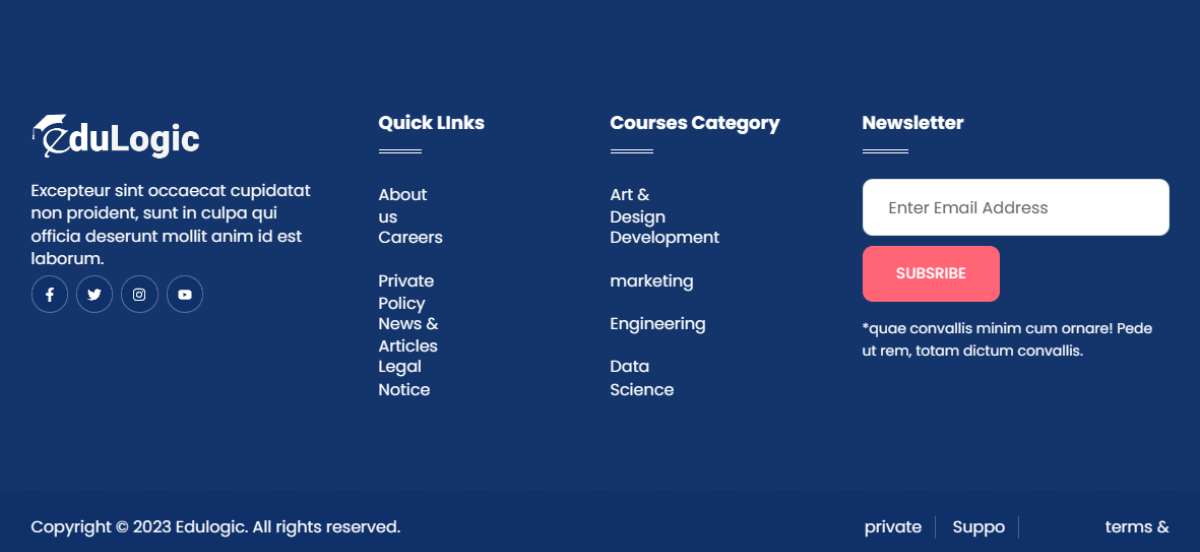 EduLogic
Excepteur sint occaecat cupidatat
non proident, sunt in culpa qui
officia deserunt mollit anim id est
laborum.
Quick LInks
About
us
Careers
Private
Policy
News &
Articles
Legal
Notice
Courses Category
Art &
Design
Development
marketing
Engineering
Data
Science
Newsletter
Enter Email Address
SUBSRIBE
*quae convallis minim cum ornare! Pede
ut rem, totam dictum convallis.
Copyright © 2023 Edulogic. All rights reserved.
private
Suppo
terms &